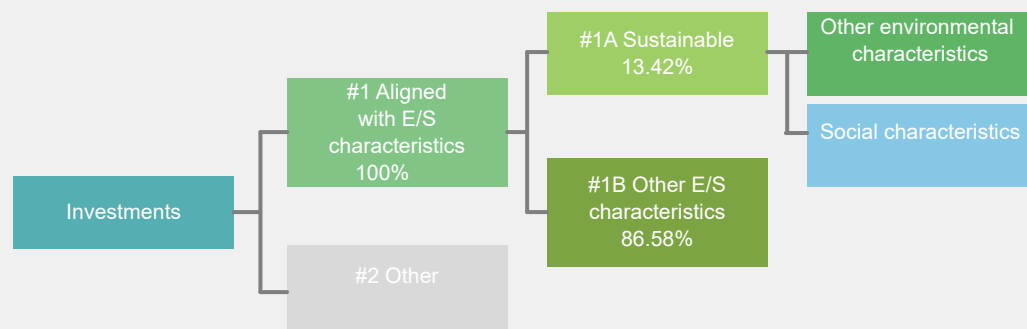 Investments
#1 Aligned
with E/S
characteristics
100%
#2 Other
#1A Sustainable
13.42%
#1B Other E/S
characteristics
86.58%
Other environmental
characteristics
Social characteristics